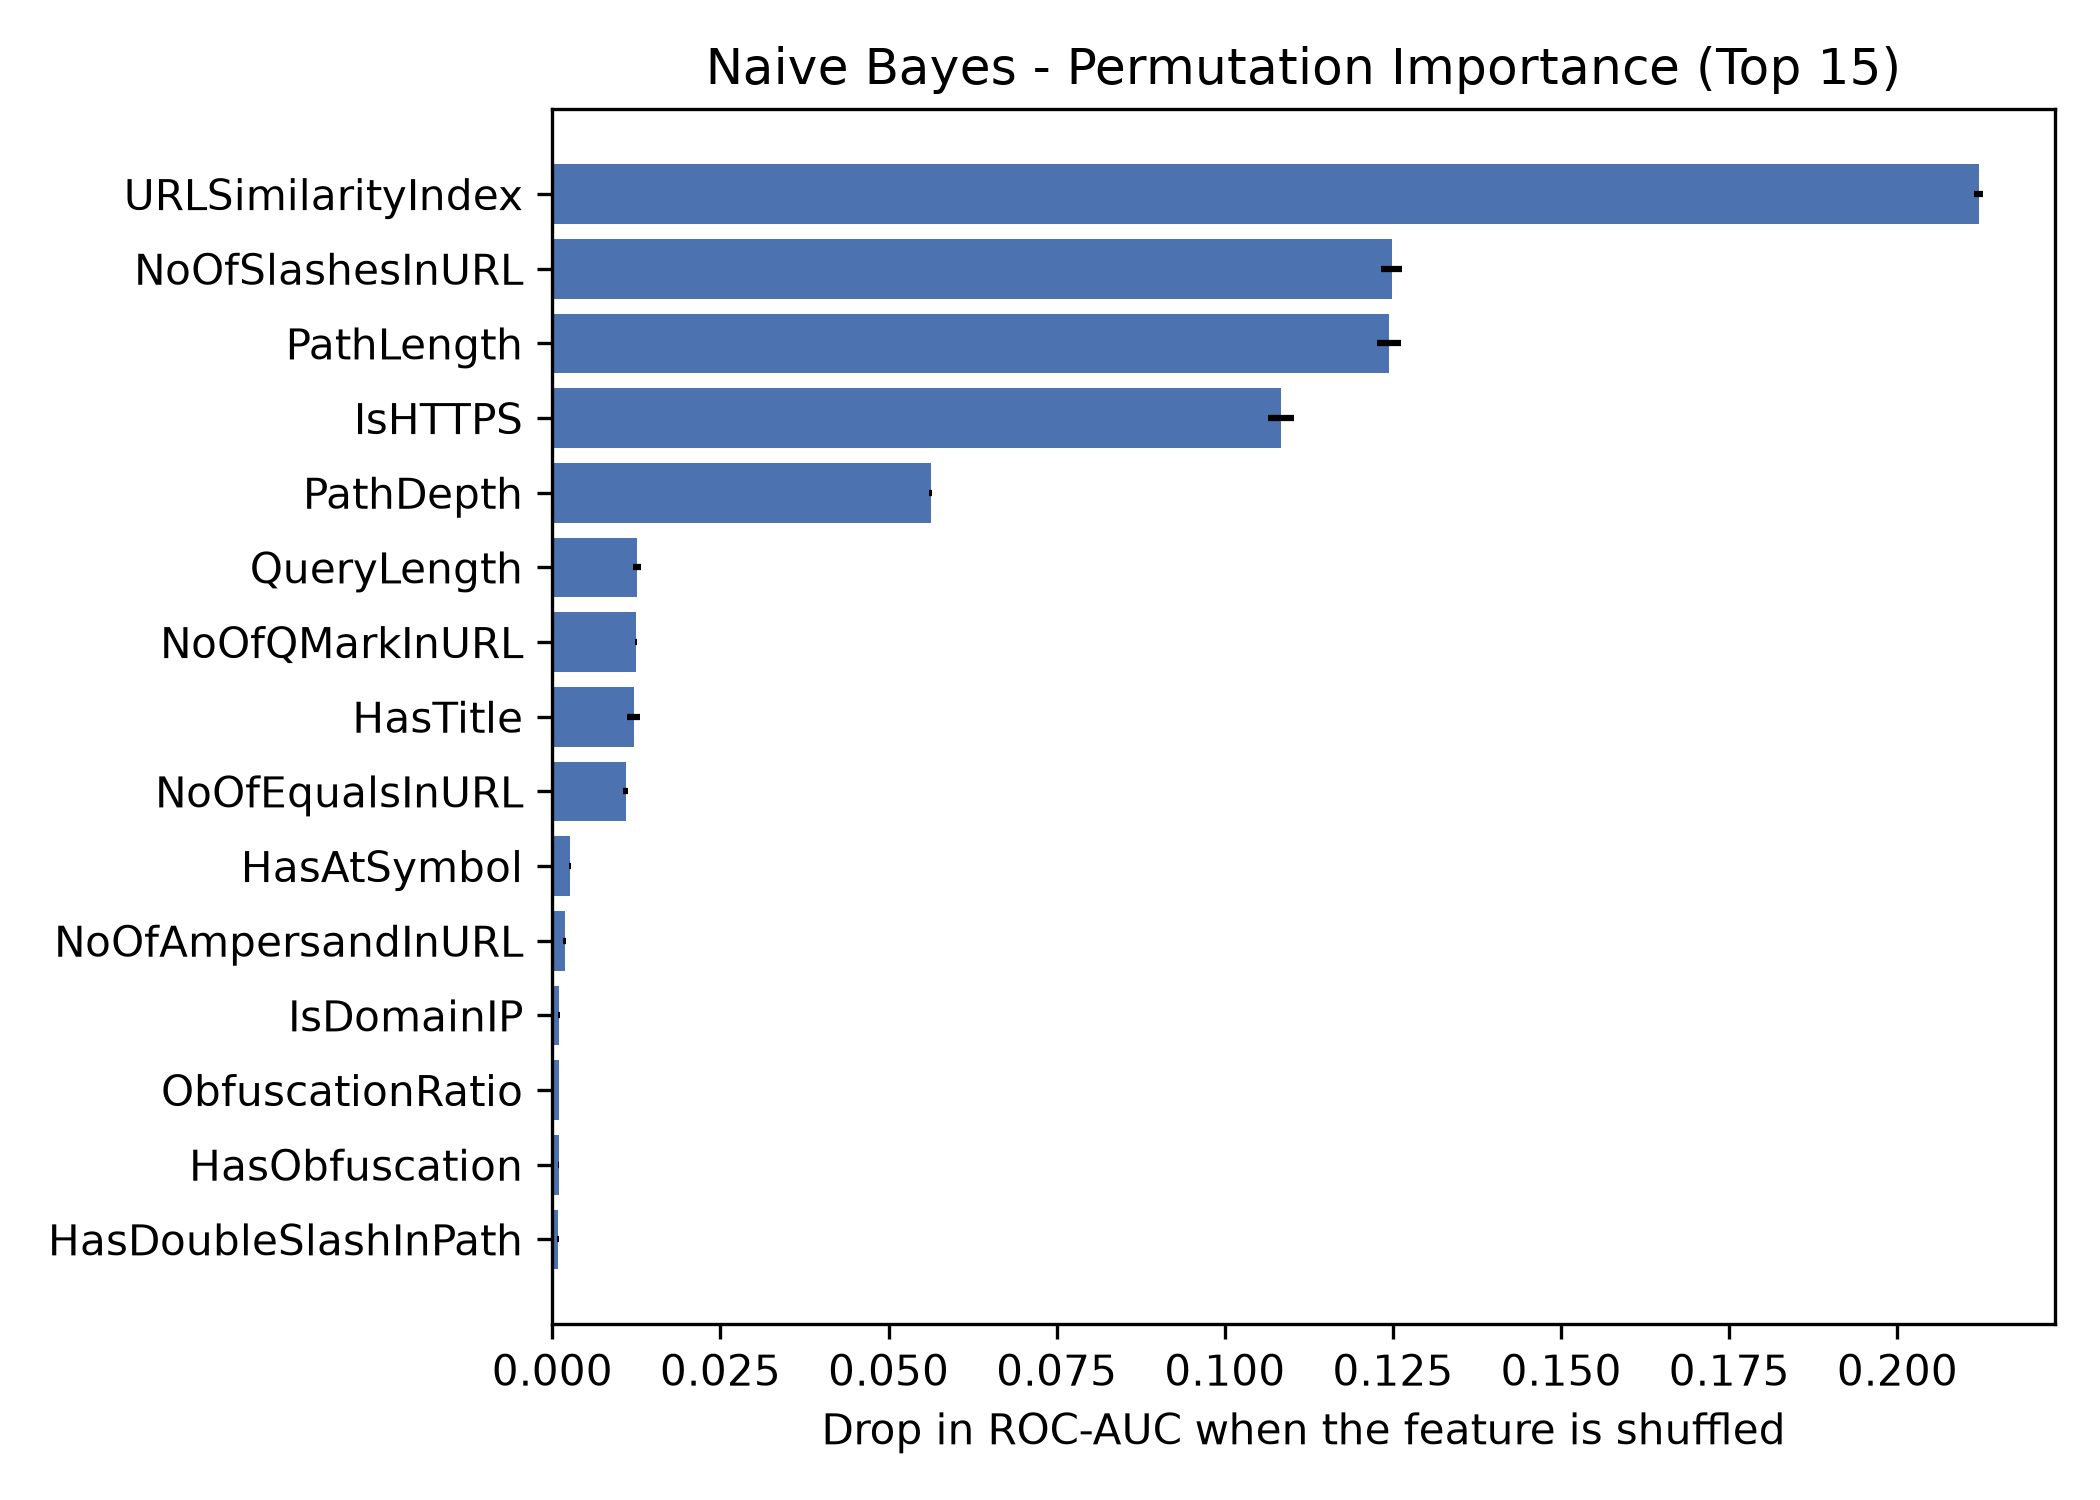 Naive Bayes - Permutation Importance (Top 15)
URLSimilarityIndex
NoOfSlashesInURL
PathLength
IsHTTPS
PathDepth
QueryLength
NoOfQMarkInURL
HasTitle
NoOfEqualsInURL
HasAtSymbol
NoOfAmpersandInURL
IsDomainIP
ObfuscationRatio
HasObfuscation
HasDoubleSlashInPath
0.000 0.025 0.050 0.075 0.100 0.125 0.150 0.175 0.200
Drop in ROC-AUC when the feature is shuffled